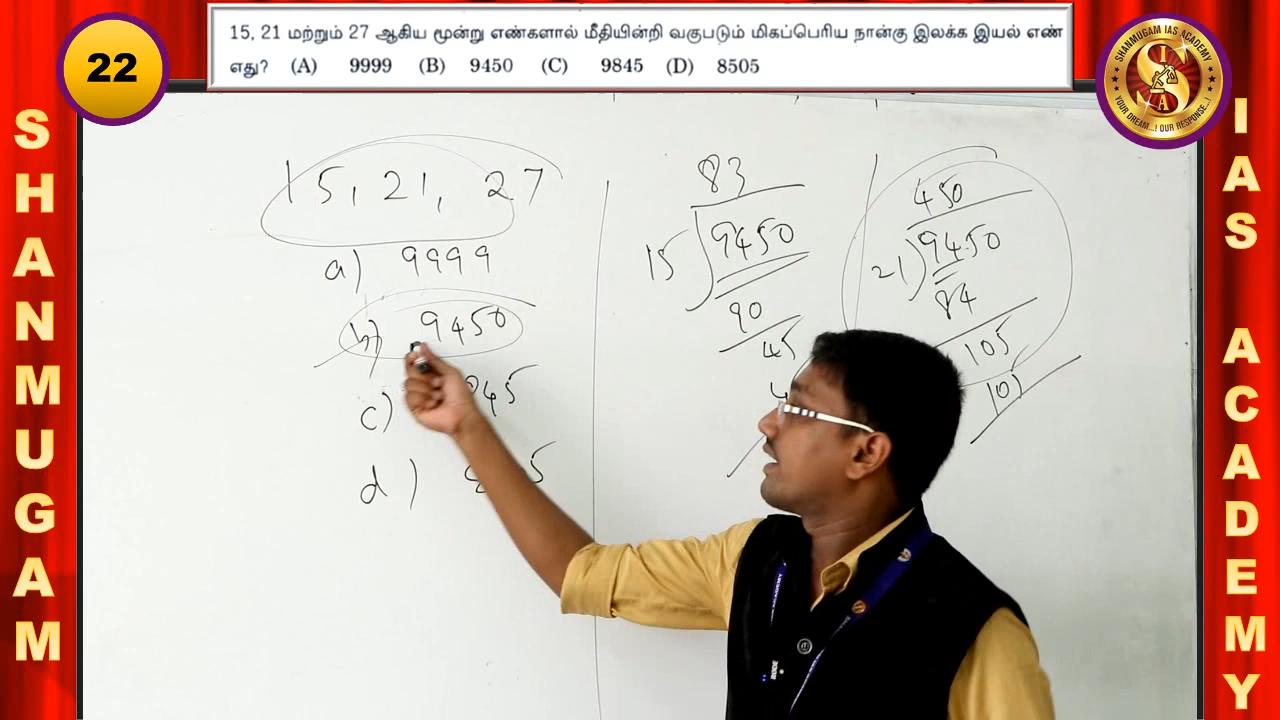 22
15, 21 மற்றும் 27 ஆகிய மூன்று எண்களால் மீதியின்றி வகுபடும் மிகப்பெரிய நான்கு இலக்க இயல் எண்
எது? (A) 9999 (B) 9450 (C) 9845 (D) 8505
SHANMUGAM IAS ACADEMY
YOUR DREAM...! OUR RESPONSE...!
SIA
SHANMUGAM
IAS ACADEMY
15, 21, 27
a) 9999
b) 9450
c)
d)
83
15) 9450
90
45
450
21) 9450
84
105
105